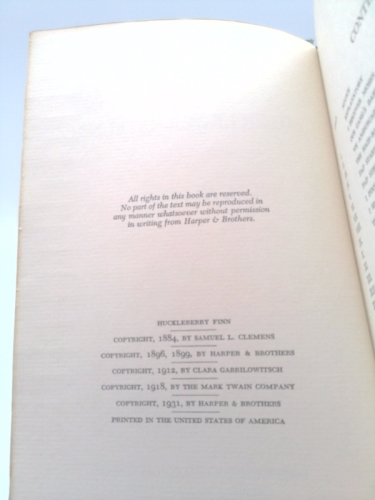 All rights in this book are reserved.
No part of the text may be reproduced in
any manner whatsoever without permission
in writing from Harper & Brothers.
HUCKLEBERRY FINN
COPYRIGHT, 1884, BY SAMUEL L. CLEMENS
COPYRIGHT, 1896, 1899, BY HARPER & BROTHERS
COPYRIGHT, 1912, BY CLARA GABRILOWITSCH
COPYRIGHT, 1918, BY THE MARK TWAIN COMPANY
COPYRIGHT, 1931, BY HARPER & BROTHERS
PRINTED IN THE UNITED STATES OF AMERICA
CONT